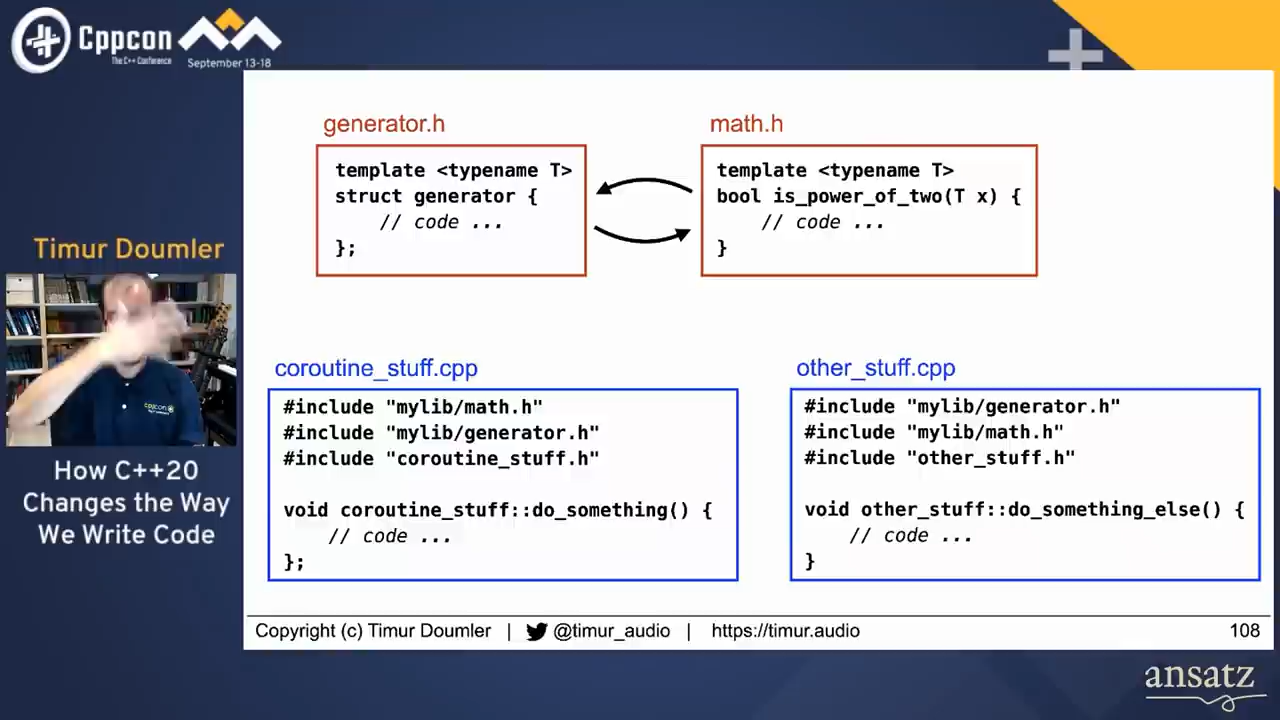 Cppcon
The C++ Conference
September 13-18
generator.h
template <typename T>
struct generator {
// code ...
};
math.h
template <typename T>
bool is_power_of_two(T x) {
// code ...
}
Timur Doumler
cppcon
How C++20
Changes the Way
We Write Code
coroutine_stuff.cpp
#include "mylib/math.h"
#include "mylib/generator.h"
#include "coroutine_stuff.h"
void coroutine_stuff::do_something() {
// code ...
};
other_stuff.cpp
#include "mylib/generator.h"
#include "mylib/math.h"
#include "other_stuff.h"
void other_stuff::do_something_else() {
// code ...
}
Copyright (c) Timur Doumler | @timur_audio | https://timur.audio
108
ansatz